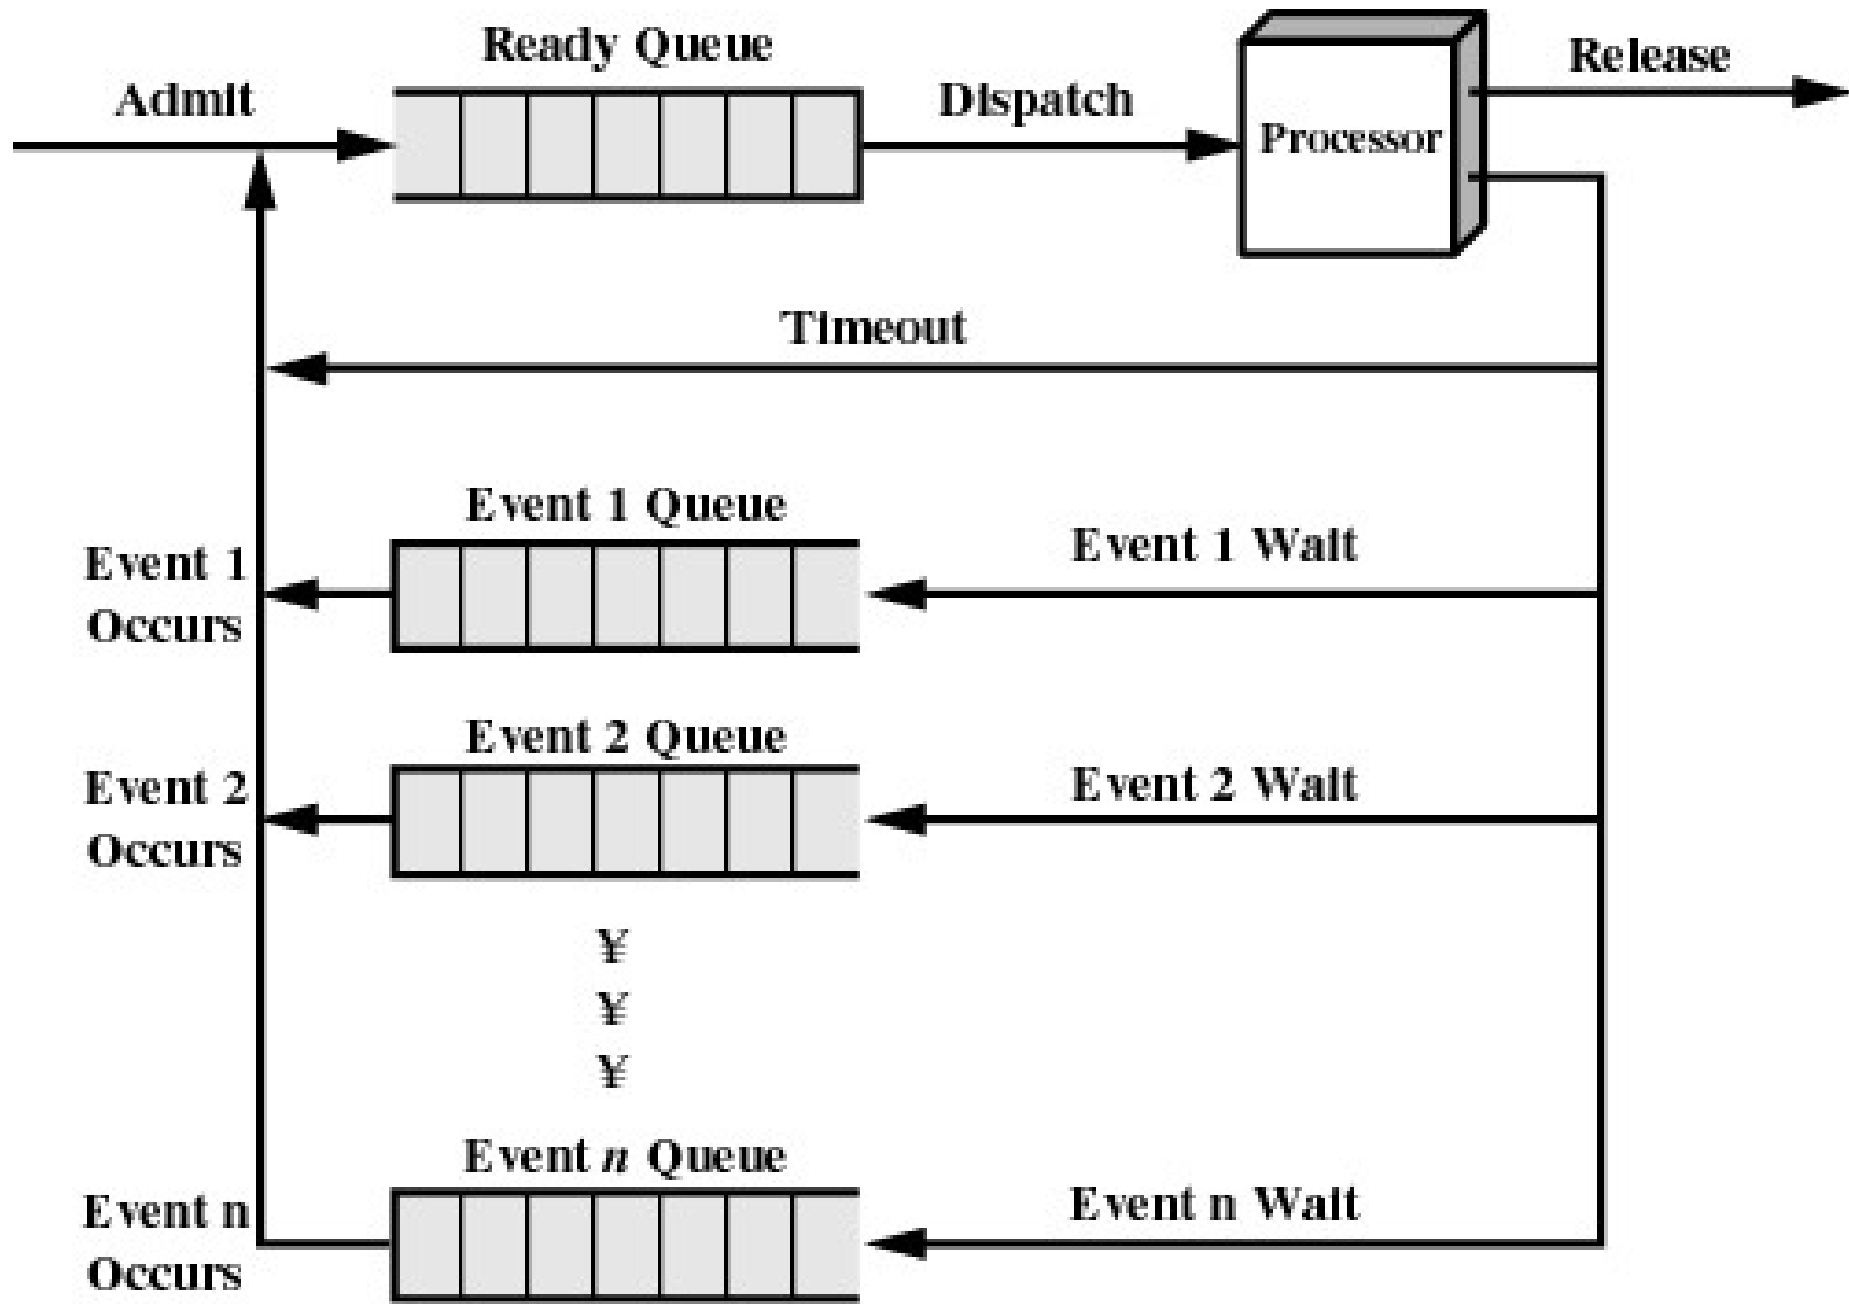 Ready Queue
Admit
Dispatch
Release
Processor
Timeout
Event 1 Queue
Event 1 Wait
Event 1
Occurs
Event 2 Queue
Event 2 Wait
Event 2
Occurs
¥
¥
¥
Event n Queue
Event n Wait
Event n
Occurs